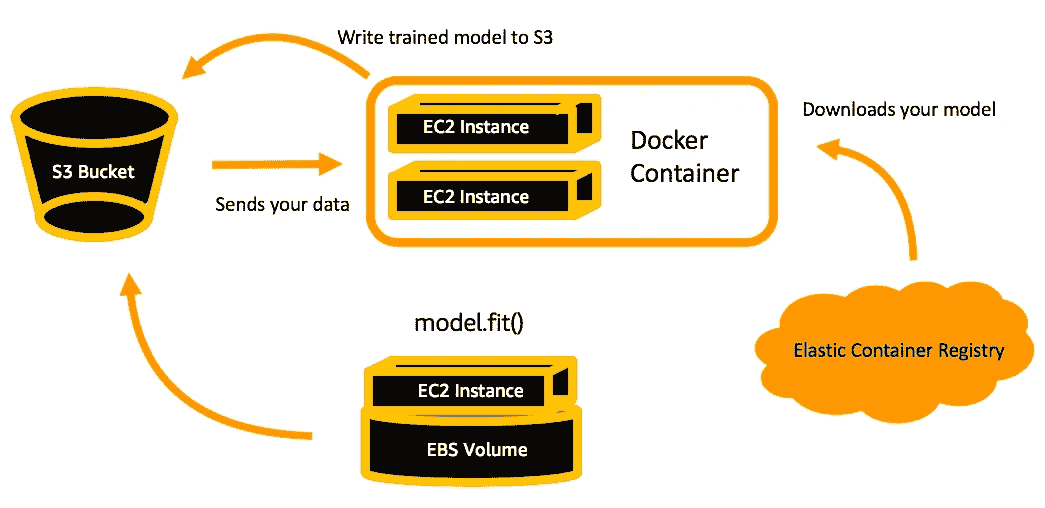 Write trained model to S3
Downloads your model
EC2 Instance
Docker
Container
S3 Bucket
EC2 Instance
Sends your data
model.fit()
Elastic Container Registry
EC2 Instance
EBS Volume